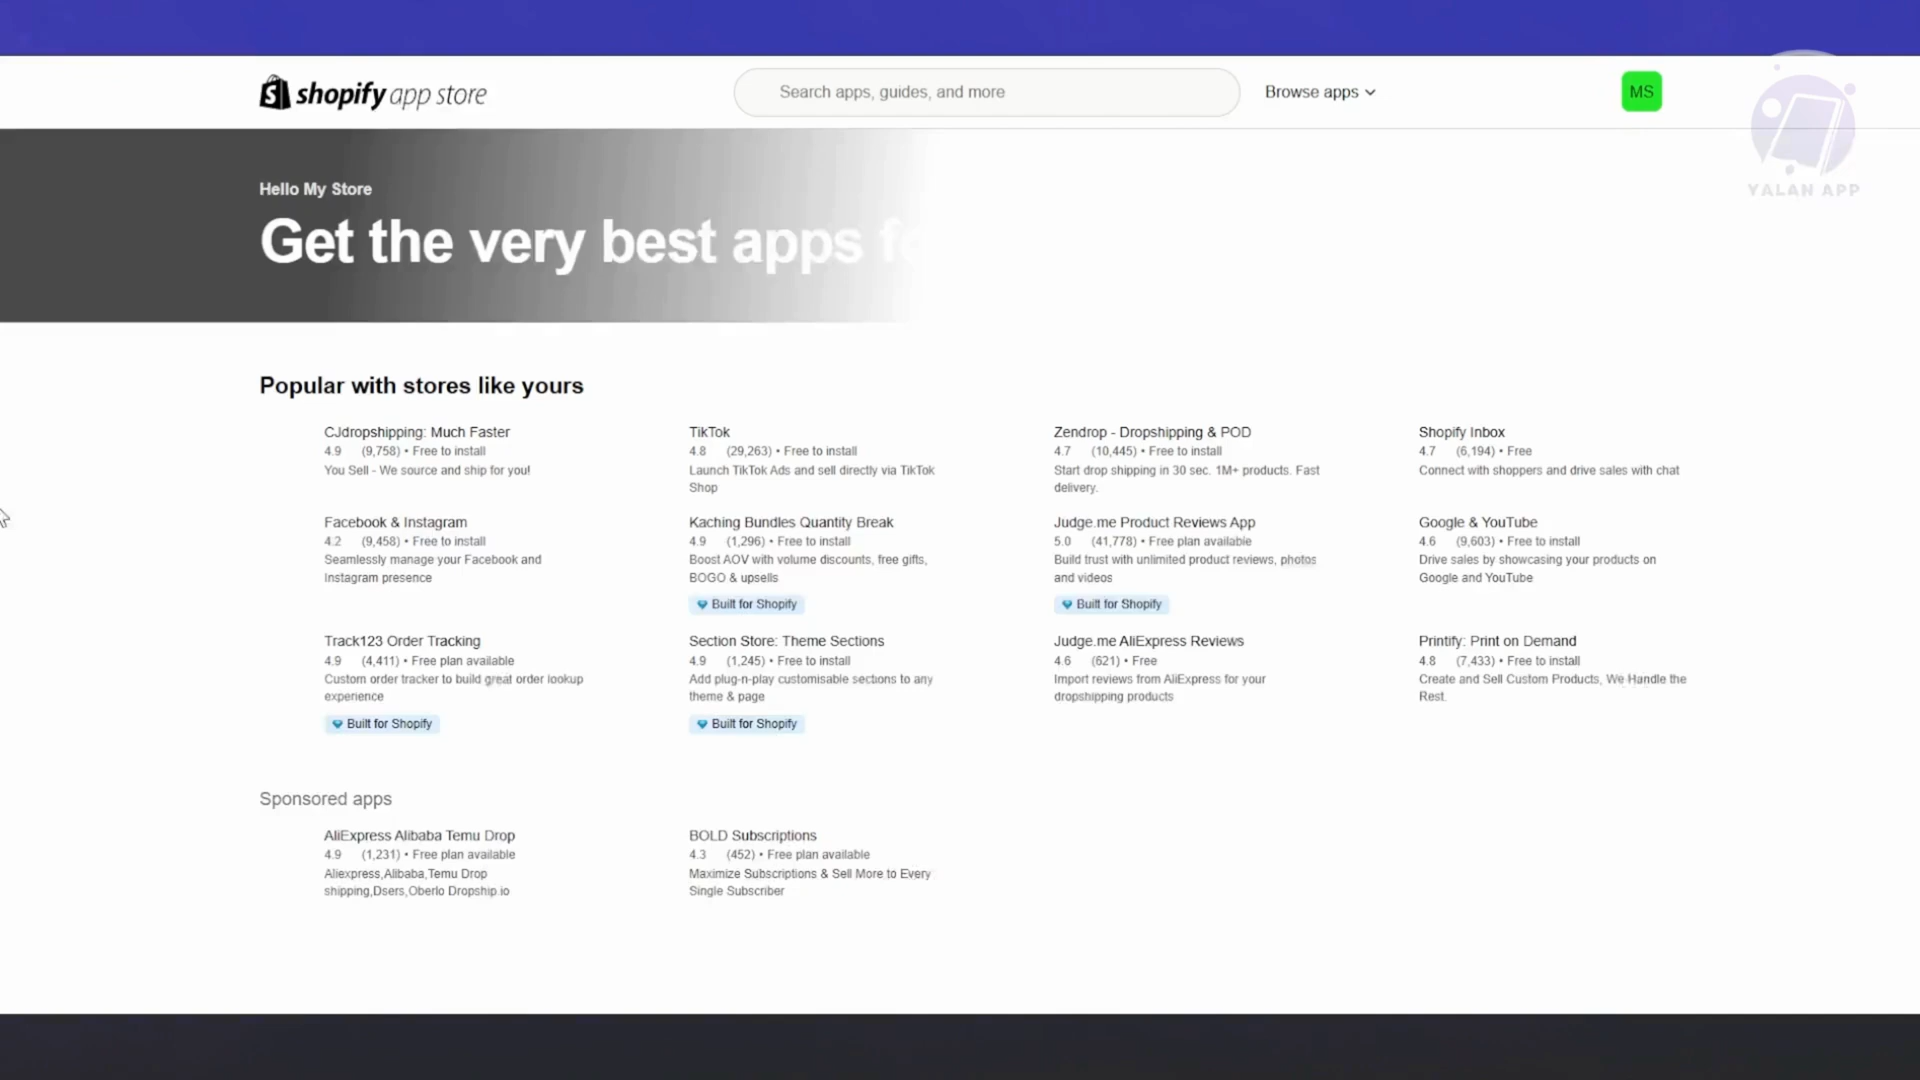 shopify app store
Search apps, guides, and more
Browse apps
MS
YALAN APP
Hello My Store
Get the very best apps
Popular with stores like yours
CJdropshipping: Much Faster
4.9 (9,758) • Free to install
You Sell - We source and ship for you!
TikTok
4.8 (29,263) • Free to install
Launch TikTok Ads and sell directly via TikTok
Shop
Zendrop - Dropshipping & POD
4.7 (10,445) • Free to install
Start drop shipping in 30 sec. 1M+ products. Fast
delivery.
Shopify Inbox
4.7 (6,194) • Free
Connect with shoppers and drive sales with chat
Facebook & Instagram
4.2 (9,458) • Free to install
Seamlessly manage your Facebook and
Instagram presence
Kaching Bundles Quantity Break
4.9 (1,296) • Free to install
Boost AOV with volume discounts, free gifts,
BOGO & upsells
Built for Shopify
Judge.me Product Reviews App
5.0 (41,778) • Free plan available
Build trust with unlimited product reviews, photos
and videos
Built for Shopify
Google & YouTube
4.6 (9,603) • Free to install
Drive sales by showcasing your products on
Google and YouTube
Track123 Order Tracking
4.9 (4,411) • Free plan available
Custom order tracker to build great order lookup
experience
Built for Shopify
Section Store: Theme Sections
4.9 (1,245) • Free to install
Add plug-n-play customisable sections to any
theme & page
Built for Shopify
Judge.me AliExpress Reviews
4.6 (621) • Free
Import reviews from AliExpress for your
dropshipping products
Printify: Print on Demand
4.8 (7,433) • Free to install
Create and Sell Custom Products, We Handle the
Rest.
Sponsored apps
AliExpress Alibaba Temu Drop
4.9 (1,231) • Free plan available
Aliexpress,Alibaba,Temu Drop
shipping,Dsers,Oberlo Dropship.io
BOLD Subscriptions
4.3 (452) • Free plan available
Maximize Subscriptions & Sell More to Every
Single Subscriber